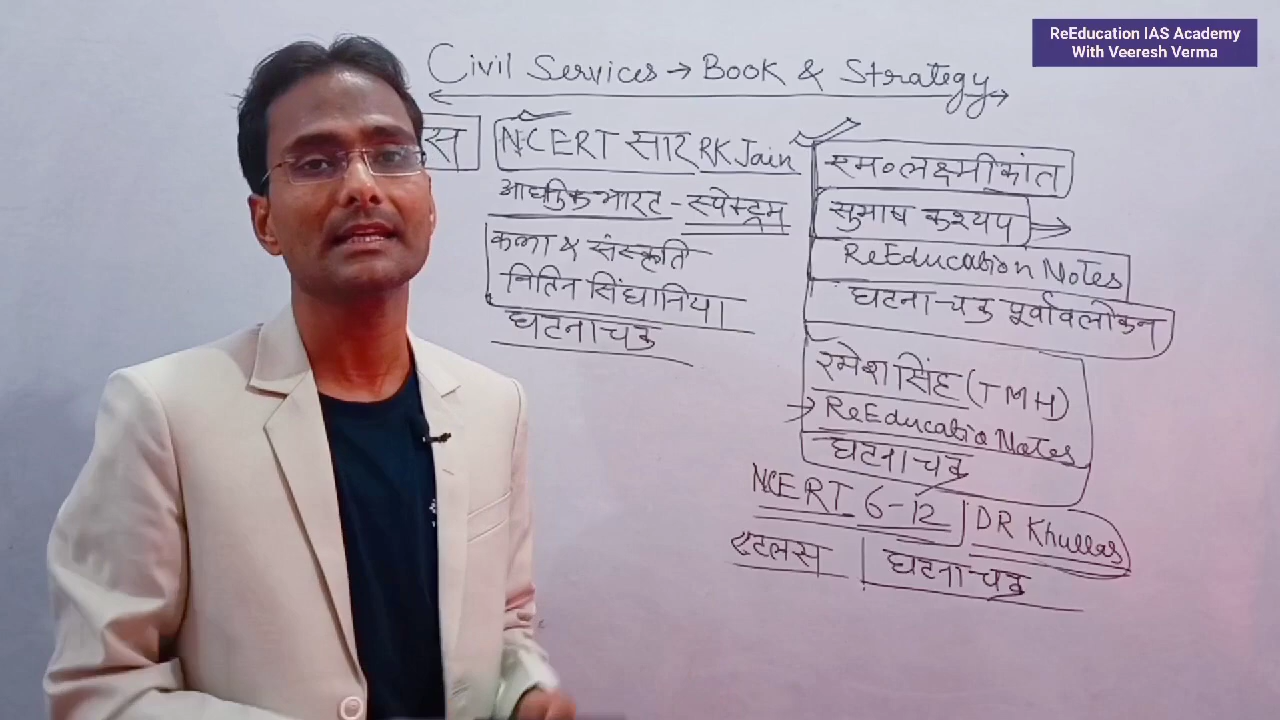 ReEducation IAS Academy
With Veeresh Verma
Civil Services → Book & Strategy
स
NCERT सार RK Jain
आधुनिक भारत - स्पेक्ट्रम
कला & संस्कृति
नितिन सिंघानिया
घटनाचक्र
एम॰ लक्ष्मीकांत
सुभाष कश्यप →
ReEducation Notes
घटनाचक्र पूर्वावलोकन
रमेश सिंह (TMH)
→ ReEducation Notes
घटनाचक्र
NCERT 6-12 | DR Khullar
एटलस | घटनाचक्र